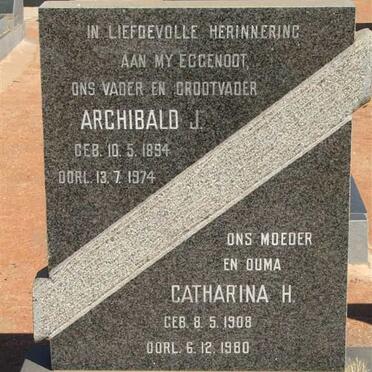 IN LIEFDEVOLLE HERINNERING
AAN MY EGGENOOT,
ONS VADER EN GROOTVADER
ARCHIBALD J.
GEB. 10. 5. 1894
OORL. 13. 7. 1974
ONS MOEDER
EN OUMA
CATHARINA H.
GEB. 8. 5. 1908
OORL. 6. 12. 1980